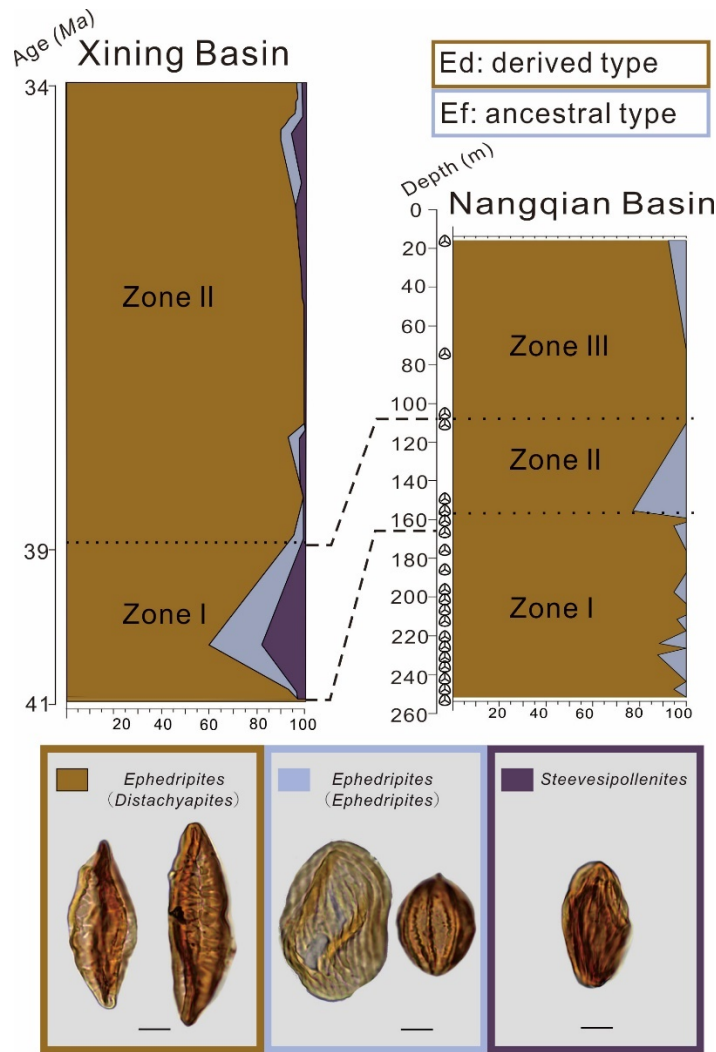 Xining Basin
Age (Ma)
34
39
41
Zone II
Zone I
20 40 60 80 100
Ed: derived type
Ef: ancestral type
Nangqian Basin
Depth (m)
0
20
40
60
80
100
120
140
160
180
200
220
240
260
Zone III
Zone II
Zone I
20 40 60 80 100
Ephedripites
(Distachyapites)
Ephedripites
(Ephedripites)
Steevesipollenites